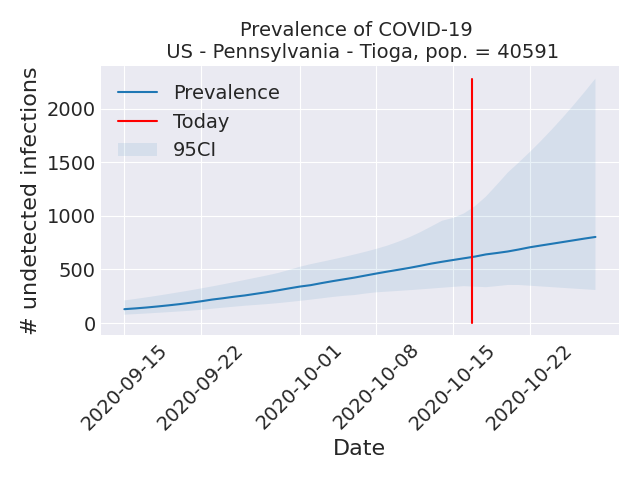 Prevalence of COVID-19
US - Pennsylvania - Tioga, pop. = 40591
# undetected infections
2000
1500
1000
500
0
Prevalence
Today
95CI
2020-09-15
2020-09-22
2020-10-01
2020-10-08
2020-10-15
2020-10-22
Date